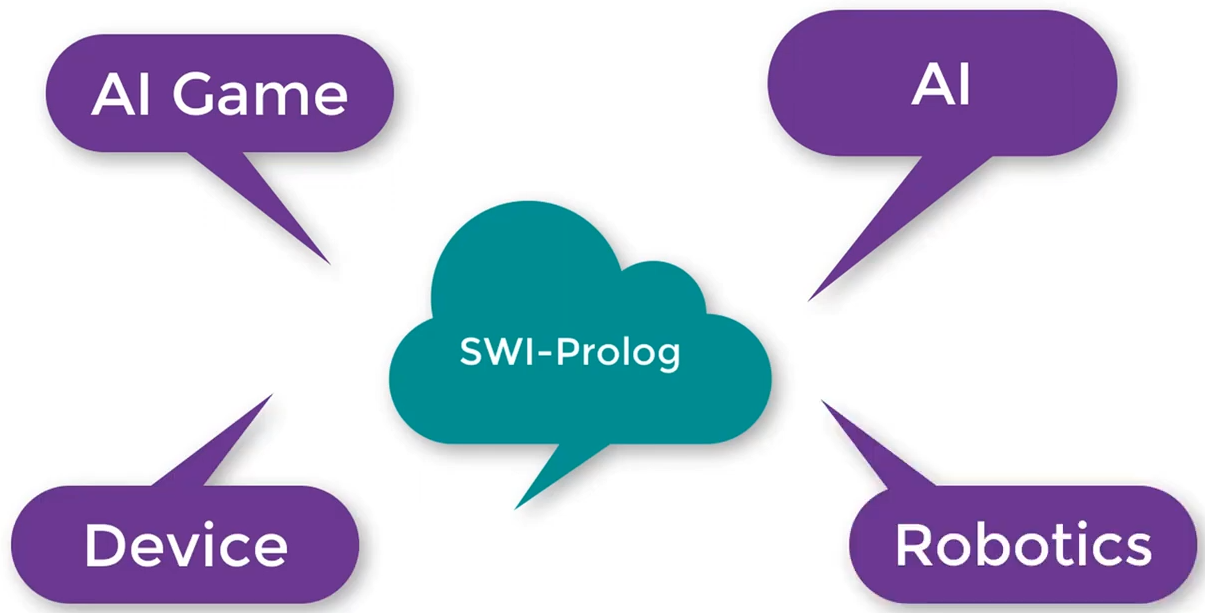 AI Game
AI
SWI-Prolog
Device
Robotics